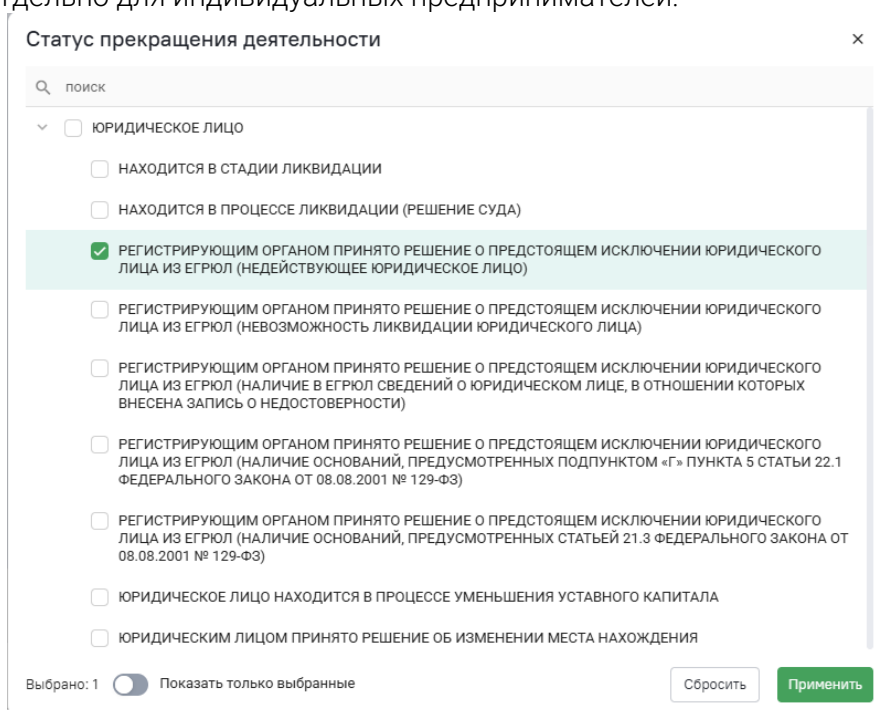 тдельно для индивидуальных предпринимателей.
Статус прекращения деятельности
поиск
ЮРИДИЧЕСКОЕ ЛИЦО
НАХОДИТСЯ В СТАДИИ ЛИКВИДАЦИИ
НАХОДИТСЯ В ПРОЦЕССЕ ЛИКВИДАЦИИ (РЕШЕНИЕ СУДА)
РЕГИСТРИРУЮЩИМ ОРГАНОМ ПРИНЯТО РЕШЕНИЕ О ПРЕДСТОЯЩЕМ ИСКЛЮЧЕНИИ ЮРИДИЧЕСКОГО
ЛИЦА ИЗ ЕГРЮЛ (НЕДЕЙСТВУЮЩЕЕ ЮРИДИЧЕСКОЕ ЛИЦО)
РЕГИСТРИРУЮЩИМ ОРГАНОМ ПРИНЯТО РЕШЕНИЕ О ПРЕДСТОЯЩЕМ ИСКЛЮЧЕНИИ ЮРИДИЧЕСКОГО
ЛИЦА ИЗ ЕГРЮЛ (НЕВОЗМОЖНОСТЬ ЛИКВИДАЦИИ ЮРИДИЧЕСКОГО ЛИЦА)
РЕГИСТРИРУЮЩИМ ОРГАНОМ ПРИНЯТО РЕШЕНИЕ О ПРЕДСТОЯЩЕМ ИСКЛЮЧЕНИИ ЮРИДИЧЕСКОГО
ЛИЦА ИЗ ЕГРЮЛ (НАЛИЧИЕ В ЕГРЮЛ СВЕДЕНИЙ О ЮРИДИЧЕСКОМ ЛИЦЕ, В ОТНОШЕНИИ КОТОРЫХ
ВНЕСЕНА ЗАПИСЬ О НЕДОСТОВЕРНОСТИ)
РЕГИСТРИРУЮЩИМ ОРГАНОМ ПРИНЯТО РЕШЕНИЕ О ПРЕДСТОЯЩЕМ ИСКЛЮЧЕНИИ ЮРИДИЧЕСКОГО
ЛИЦА ИЗ ЕГРЮЛ (НАЛИЧИЕ ОСНОВАНИЙ, ПРЕДУСМОТРЕННЫХ ПОДПУНКТОМ «Г» ПУНКТА 5 СТАТЬИ 22.1
ФЕДЕРАЛЬНОГО ЗАКОНА ОТ 08.08.2001 № 129-ФЗ)
РЕГИСТРИРУЮЩИМ ОРГАНОМ ПРИНЯТО РЕШЕНИЕ О ПРЕДСТОЯЩЕМ ИСКЛЮЧЕНИИ ЮРИДИЧЕСКОГО
ЛИЦА ИЗ ЕГРЮЛ (НАЛИЧИЕ ОСНОВАНИЙ, ПРЕДУСМОТРЕННЫХ СТАТЬЕЙ 21.3 ФЕДЕРАЛЬНОГО ЗАКОНА ОТ
08.08.2001 № 129-ФЗ)
ЮРИДИЧЕСКОЕ ЛИЦО НАХОДИТСЯ В ПРОЦЕССЕ УМЕНЬШЕНИЯ УСТАВНОГО КАПИТАЛА
ЮРИДИЧЕСКИМ ЛИЦОМ ПРИНЯТО РЕШЕНИЕ ОБ ИЗМЕНЕНИИ МЕСТА НАХОЖДЕНИЯ
Выбрано: 1 Показать только выбранные Сбросить Применить